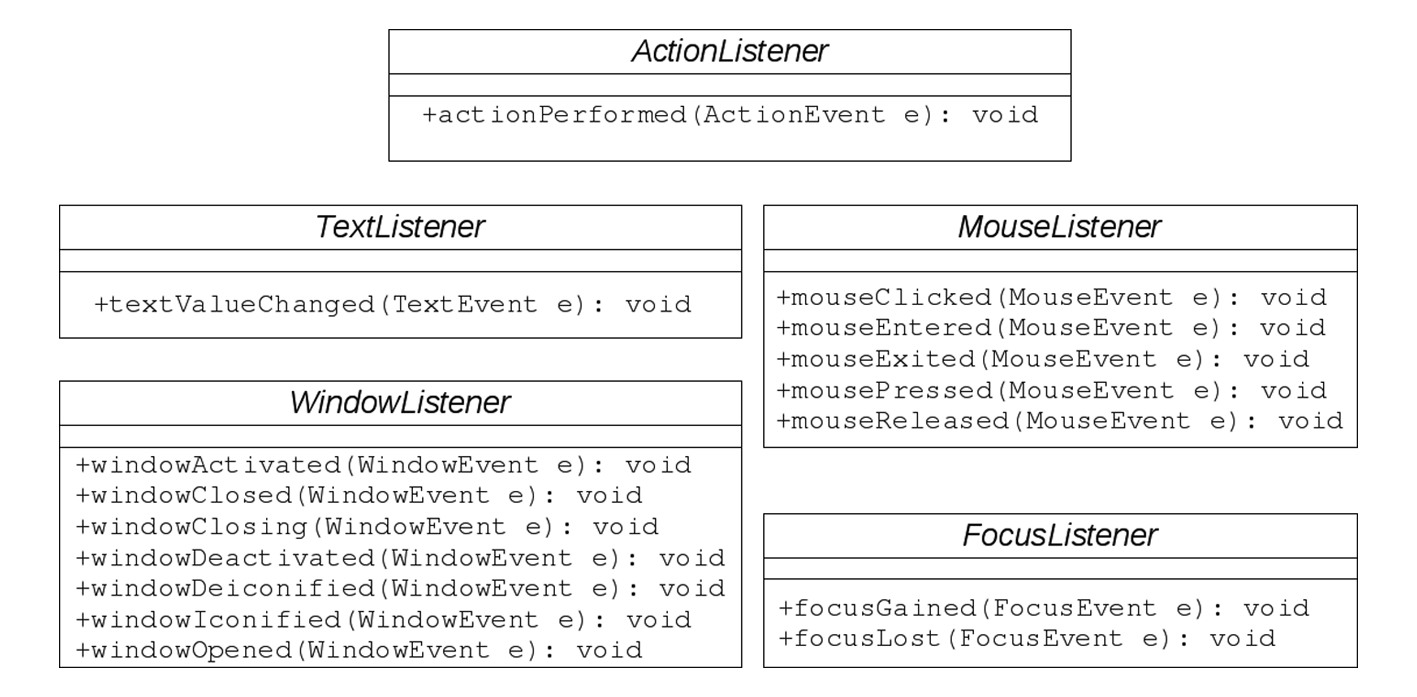 ActionListener
+actionPerformed(ActionEvent e): void
TextListener
+textValueChanged(TextEvent e): void
MouseListener
+mouseClicked(MouseEvent e): void
+mouseEntered(MouseEvent e): void
+mouseExited(MouseEvent e): void
+mousePressed(MouseEvent e): void
+mouseReleased(MouseEvent e): void
WindowListener
+windowActivated(WindowEvent e): void
+windowClosed(WindowEvent e): void
+windowClosing(WindowEvent e): void
+windowDeactivated(WindowEvent e): void
+windowDeiconified(WindowEvent e): void
+windowIconified(WindowEvent e): void
+windowOpened(WindowEvent e): void
FocusListener
+focusGained(FocusEvent e): void
+focusLost(FocusEvent e): void